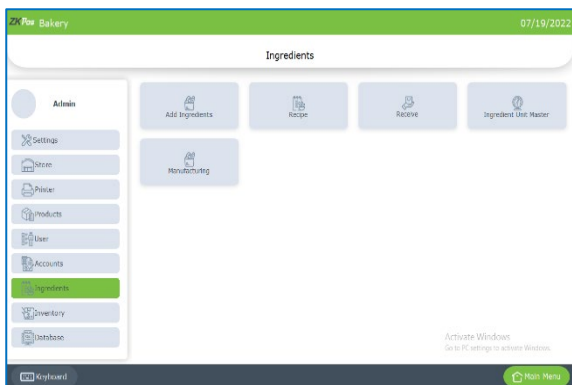 ZKPos Bakery
07/19/2022
Ingredients
Admin
Settings
Store
Printer
Products
User
Accounts
Ingredients
Inventory
Database
Add Ingredients
Recipe
Receive
Ingredient Unit Master
Manufacturing
Activate Windows
Go to PC settings to activate Windows.
Keyboard
Main Menu